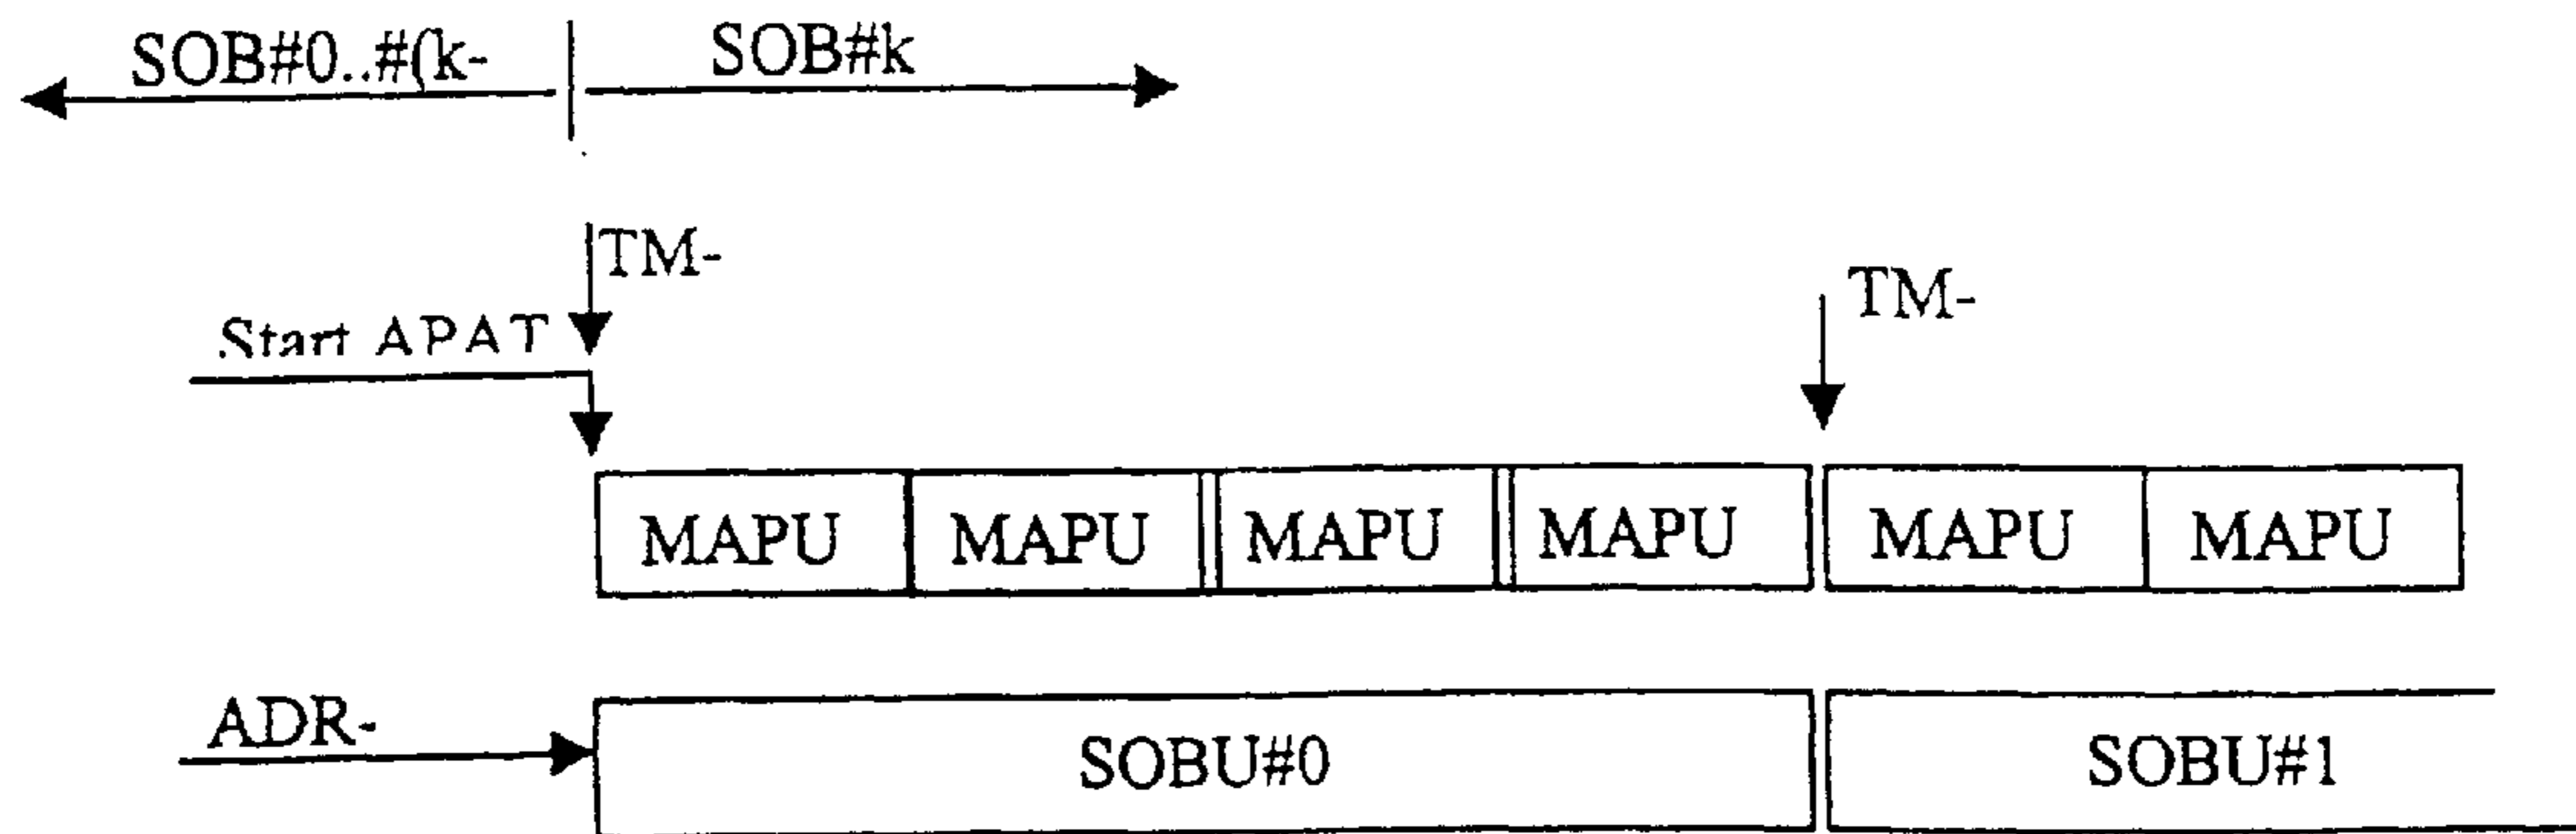 SOB#0..#(k-
SOB#k
TM-
TM-
Start APAT
MAPU MAPU MAPU MAPU MAPU MAPU
ADR-
SOBU#0 SOBU#1